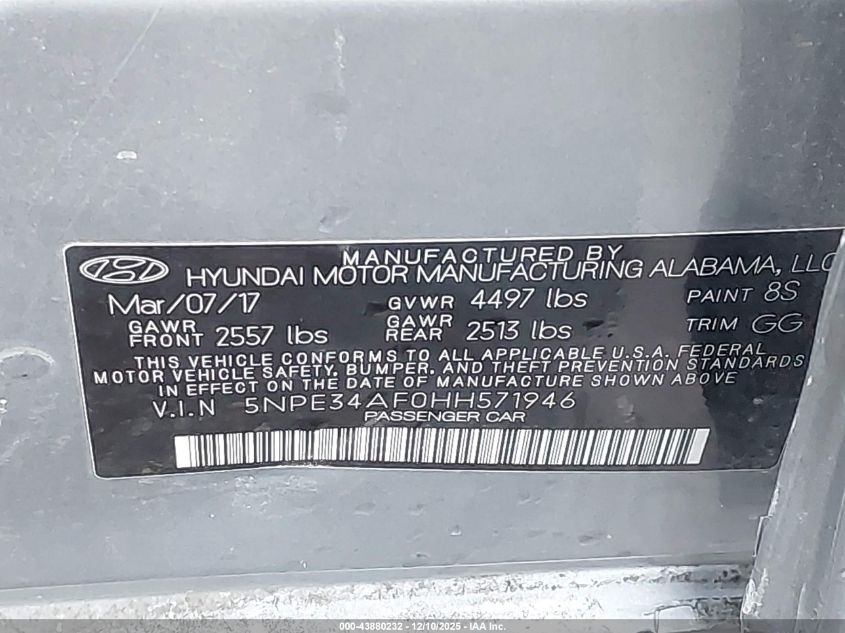 MANUFACTURED BY
HYUNDAI MOTOR MANUFACTURING ALABAMA, LLC
Mar/07/17 GVWR 4497 lbs PAINT 8S
GAWR FRONT 2557 lbs GAWR REAR 2513 lbs TRIM GG
THIS VEHICLE CONFORMS TO ALL APPLICABLE U.S.A. FEDERAL
MOTOR VEHICLE SAFETY, BUMPER, AND THEFT PREVENTION STANDARDS
IN EFFECT ON THE DATE OF MANUFACTURE SHOWN ABOVE
V.I.N 5NPE34AF0HH571946
PASSENGER CAR
000-43880232 - 12/10/2025 - IAA Inc.